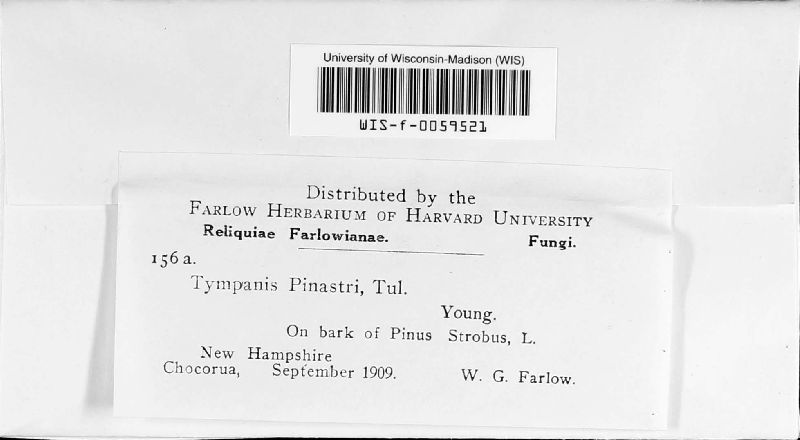 University of Wisconsin-Madison (WIS)
WIS-f-0059521
Distributed by the
Farlow Herbarium of Harvard University
Reliquiae Farlowianae. Fungi.
156 a.
Tympanis Pinastri, Tul.
Young.
On bark of Pinus Strobus, L.
New Hampshire
Chocorua, September 1909. W. G. Farlow.